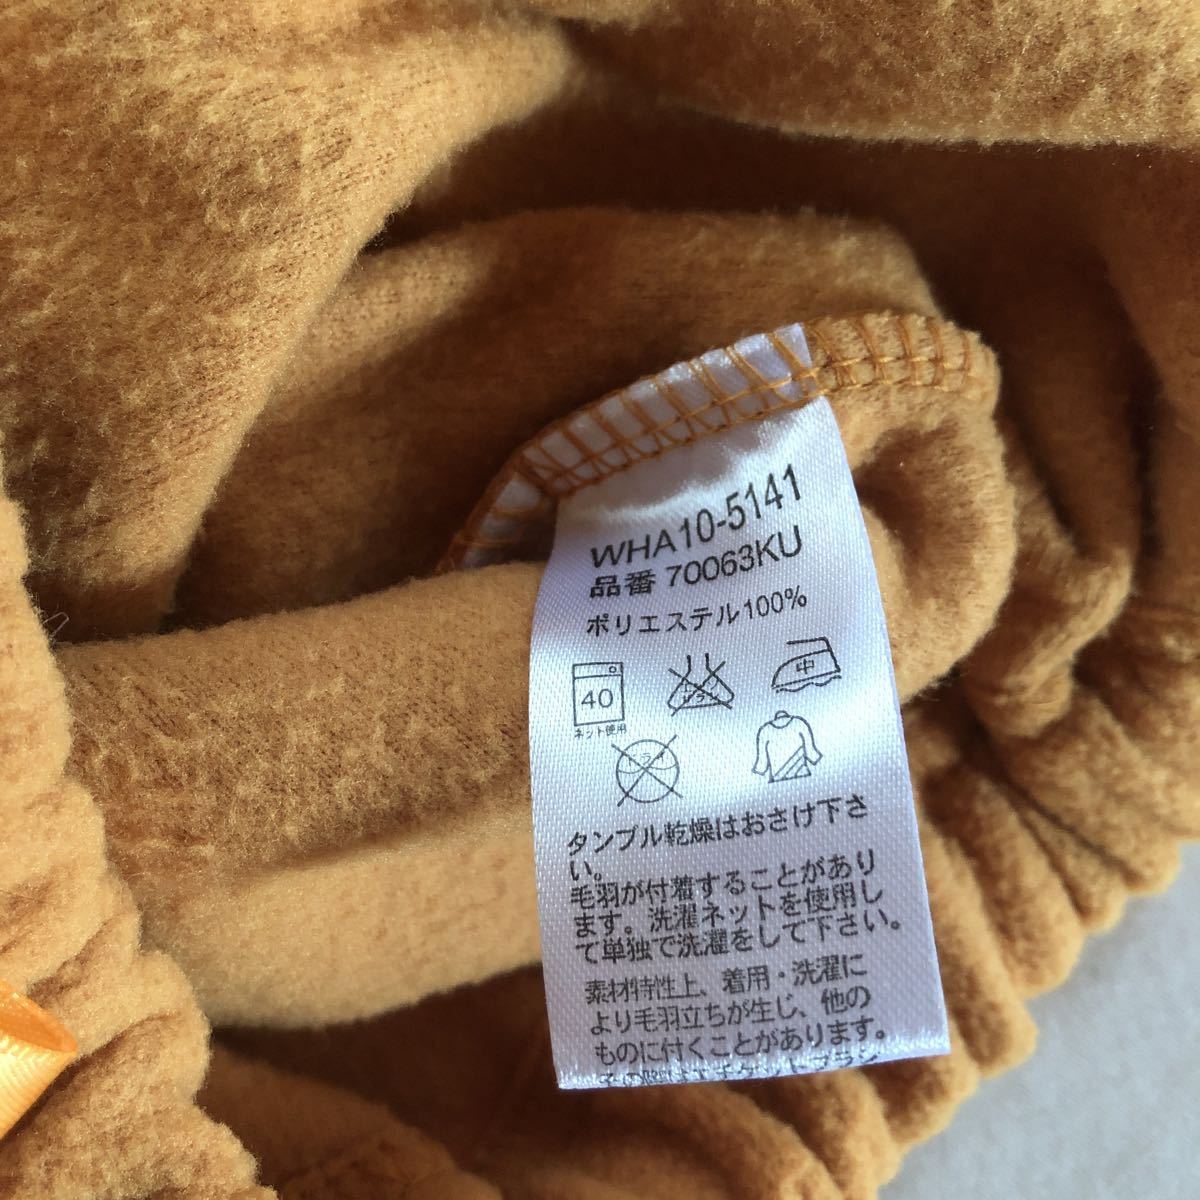 WHA10-5141
品番 70063KU
ポリエステル100%
40
中
ネット使用
タンブル乾燥はおさけ下さ
い。
毛羽が付着することがあり
ます。洗濯ネットを使用し
て単独で洗濯をして下さい。
素材特性上、着用・洗濯に
より毛羽立ちが生じ、他の
ものに付くことがあります。